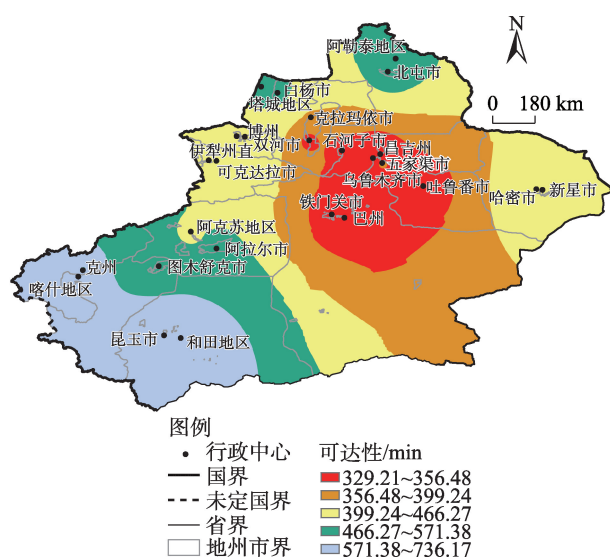 N
阿勒泰地区
北屯市
0 180 km
白杨市
塔城地区
克拉玛依市
博州
双河市
石河子市
昌吉州
伊犁州直
五家渠市
可克达拉市
乌鲁木齐市
吐鲁番市
哈密市
新星市
铁门关市
巴州
阿克苏地区
阿拉尔市
克州
图木舒克市
喀什地区
昆玉市
和田地区
图例
行政中心
国界
未定国界
省界
地州市界
可达性/min
329.21~356.48
356.48~399.24
399.24~466.27
466.27~571.38
571.38~736.17